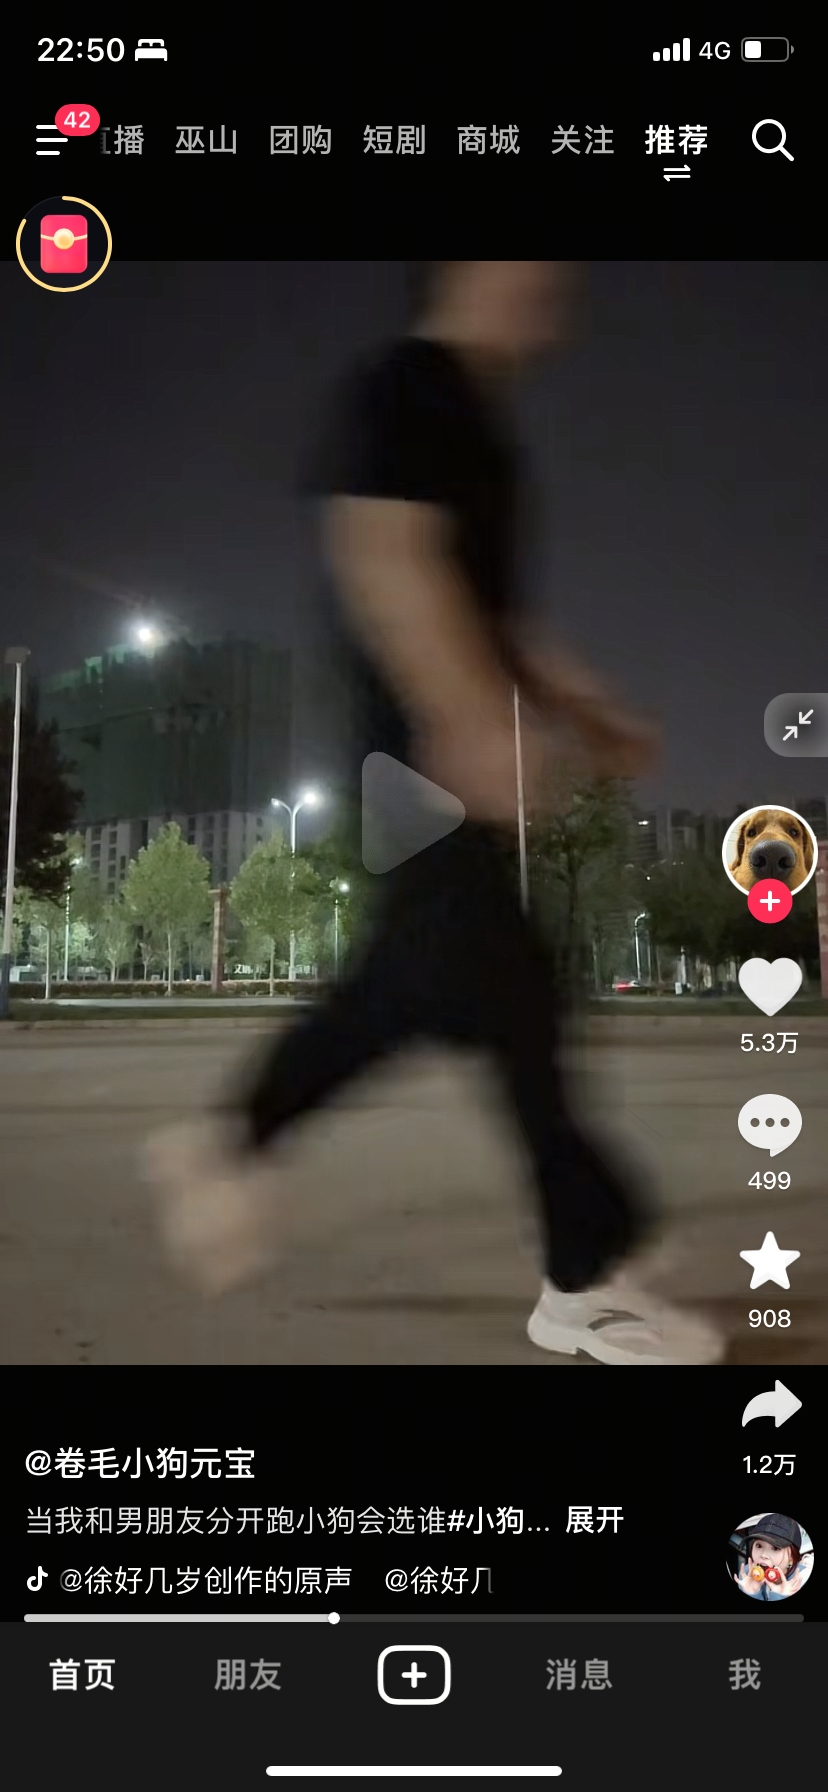 22:50
4G
42
直播 巫山 团购 短剧 商城 关注 推荐
5.3万
499
908
1.2万
@卷毛小狗元宝
当我和男朋友分开跑小狗会选谁#小狗... 展开
@徐好几岁创作的原声 @徐好几
首页 朋友 消息 我